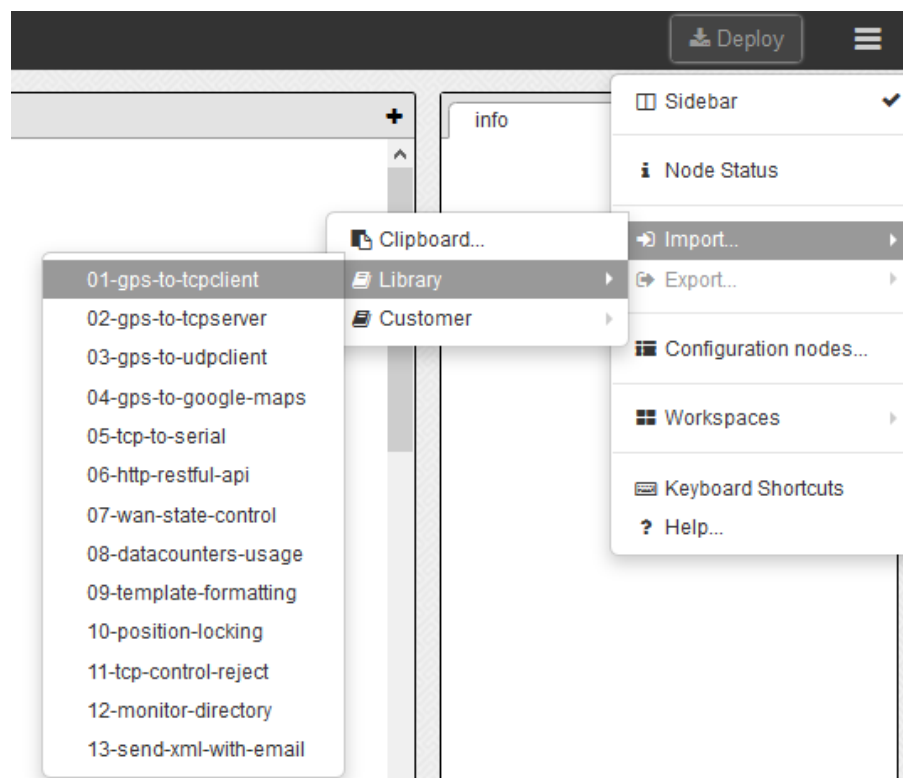 Deploy
info
Sidebar
Node Status
Import...
Export...
Configuration nodes...
Workspaces
Keyboard Shortcuts
? Help...
Clipboard...
Library
Customer
01-gps-to-tcpclient
02-gps-to-tcpserver
03-gps-to-udpclient
04-gps-to-google-maps
05-tcp-to-serial
06-http-restful-api
07-wan-state-control
08-datacounters-usage
09-template-formatting
10-position-locking
11-tcp-control-reject
12-monitor-directory
13-send-xml-with-email